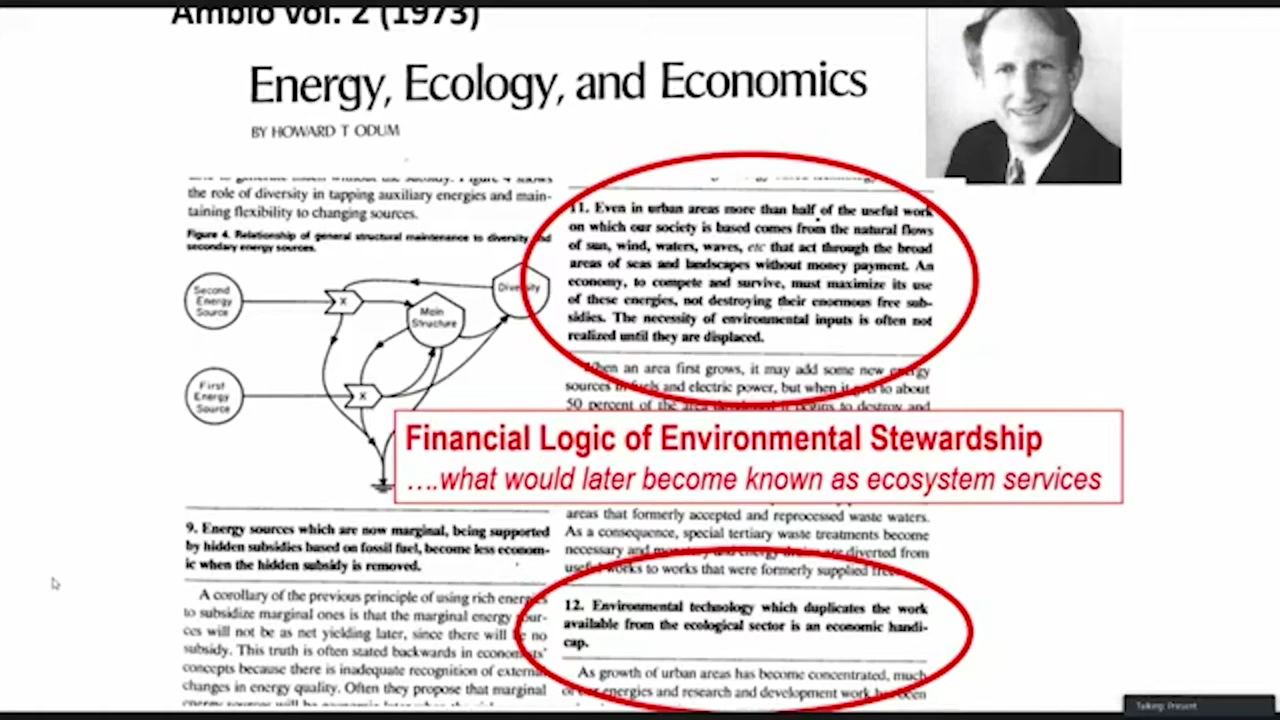 Ambio vol. 2 (1973)
Energy, Ecology, and Economics
BY HOWARD T ODUM
the role of diversity in tapping auxiliary energies and main-
taining flexibility to changing sources.
Figure 4. Relationship of general structural maintenance to diversity and
secondary energy sources.
Second
Energy
Source
X
Main
Structure
Diversity
First
Energy
Source
X
9. Energy sources which are now marginal, being supported
by hidden subsidies based on fossil fuel, become less econom-
ic when the hidden subsidy is removed.
A corollary of the previous principle of using rich energies
to subsidize marginal ones is that the marginal energy sour-
ces will not be as net yielding later, since there will be no
subsidy. This truth is often stated backwards in economists'
concepts because there is inadequate recognition of external
changes in energy quality. Often they propose that marginal
11. Even in urban areas more than half of the useful work
on which our society is based comes from the natural flows
of sun, wind, waters, waves, etc that act through the broad
areas of seas and landscapes without money payment. An
economy, to compete and survive, must maximize its use
of these energies, not destroying their enormous free sub-
sidies. The necessity of environmental inputs is often not
realized until they are displaced.
When an area first grows, it may add some new energy
sources in fuels and electric power, but when it gets to about
50 percent of the area developed it begins to destroy and
Financial Logic of Environmental Stewardship
....what would later become known as ecosystem services
areas that formerly accepted and reprocessed waste waters.
As a consequence, special tertiary waste treatments become
necessary and monetary and energy drains are diverted from
useful works to works that were formerly supplied free.
12. Environmental technology which duplicates the work
available from the ecological sector is an economic handi-
cap.
As growth of urban areas has become concentrated, much
of our energies and research and development work has been
Talking: Present